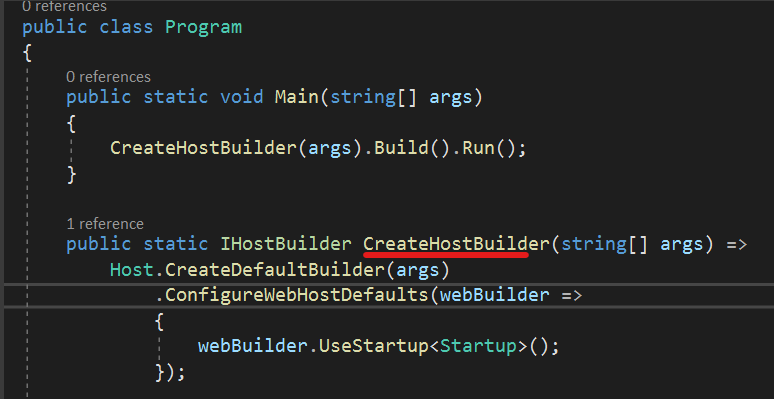 0 references
public class Program
{
0 references
public static void Main(string[] args)
{
CreateHostBuilder(args).Build().Run();
}
1 reference
public static IHostBuilder CreateHostBuilder(string[] args) =>
Host.CreateDefaultBuilder(args)
.ConfigureWebHostDefaults(webBuilder =>
{
webBuilder.UseStartup<Startup>();
});